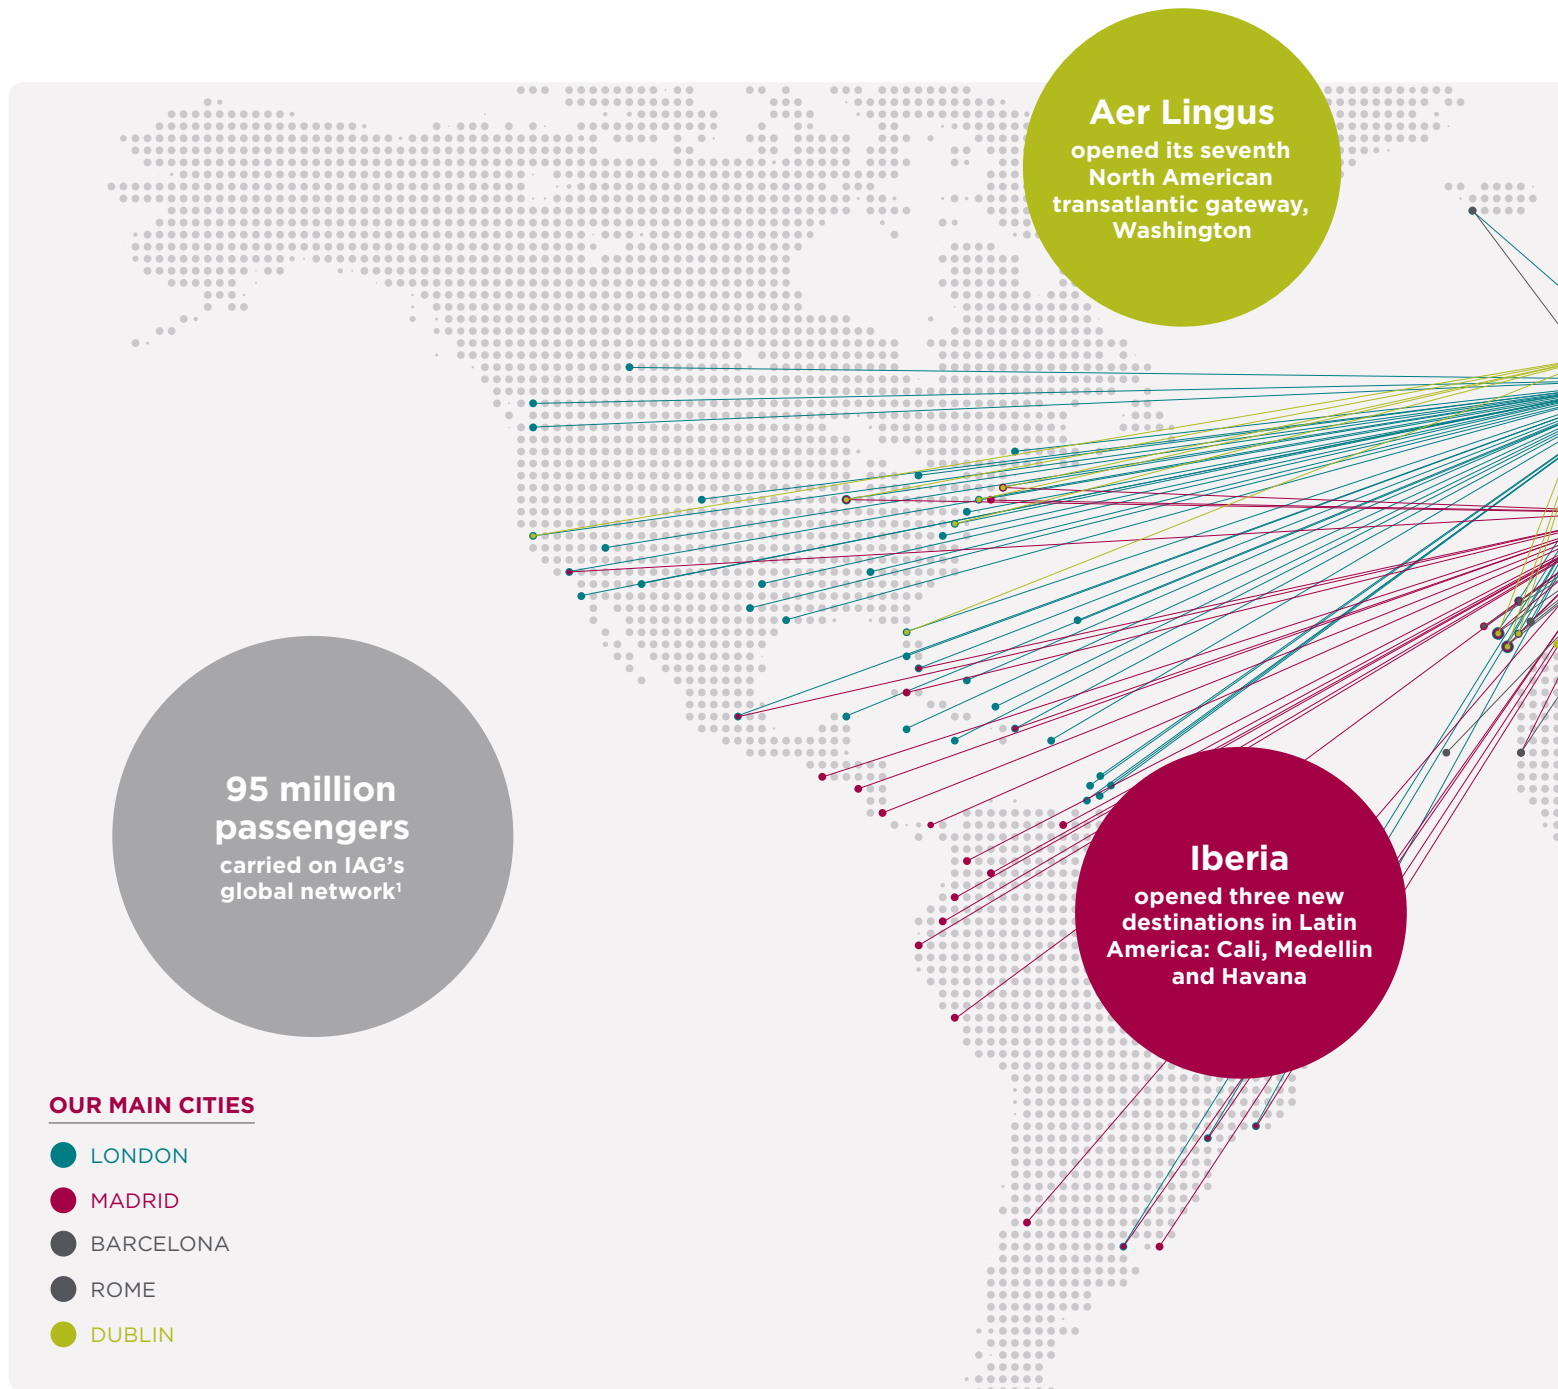 Aer Lingus
opened its seventh
North American
transatlantic gateway,
Washington
95 million
passengers
carried on IAG’s
global network¹
Iberia
opened three new
destinations in Latin
America: Cali, Medellin
and Havana
OUR MAIN CITIES
LONDON
MADRID
BARCELONA
ROME
DUBLIN